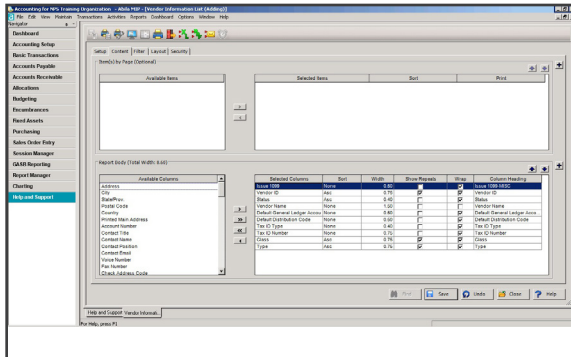 Accounting for NPS Training Organization - Abila MIP - [Vendor Information List (Adding)]
File Edit View Maintain Transactions Activities Reports Dashboard Options Window Help
Navigator
Dashboard
Accounting Setup
Basic Transactions
Accounts Payable
Accounts Receivable
Allocations
Budgeting
Encumbrances
Fixed Assets
Purchasing
Sales Order Entry
Session Manager
GASB Reporting
Report Manager
Charting
Help and Support
Setup Content Filter Layout Security
Item(s) by Page (Optional)
Available Items
Selected Items Sort Print
Report Body (Total Width: 6.60)
Available Columns
Address
City
State/Prov.
Postal Code
Country
Printed Main Address
Account Number
Contact Title
Contact Name
Contact Position
Contact Email
Voice Number
Fax Number
Check Address Code
Selected Columns Sort Width Show Repeats Wrap Column Heading
Issue 1099 None 0.60 Issue 1099-MISC
Vendor ID Asc 0.75 Vendor ID
Status Asc 0.40 Status
Vendor Name None 1.60 Vendor Name
Default General Ledger Accou None 0.60 Default General Ledger Acco
Default Distribution Code None 0.60 Default Distribution Code
Tax ID Type None 0.40 Tax ID Type
Tax ID Number None 0.75 Tax ID Number
Class Asc 0.75 Class
Type Asc 0.75 Type
Save Undo Close Help
Help and Support Vendor Informati...
For Help, press F1